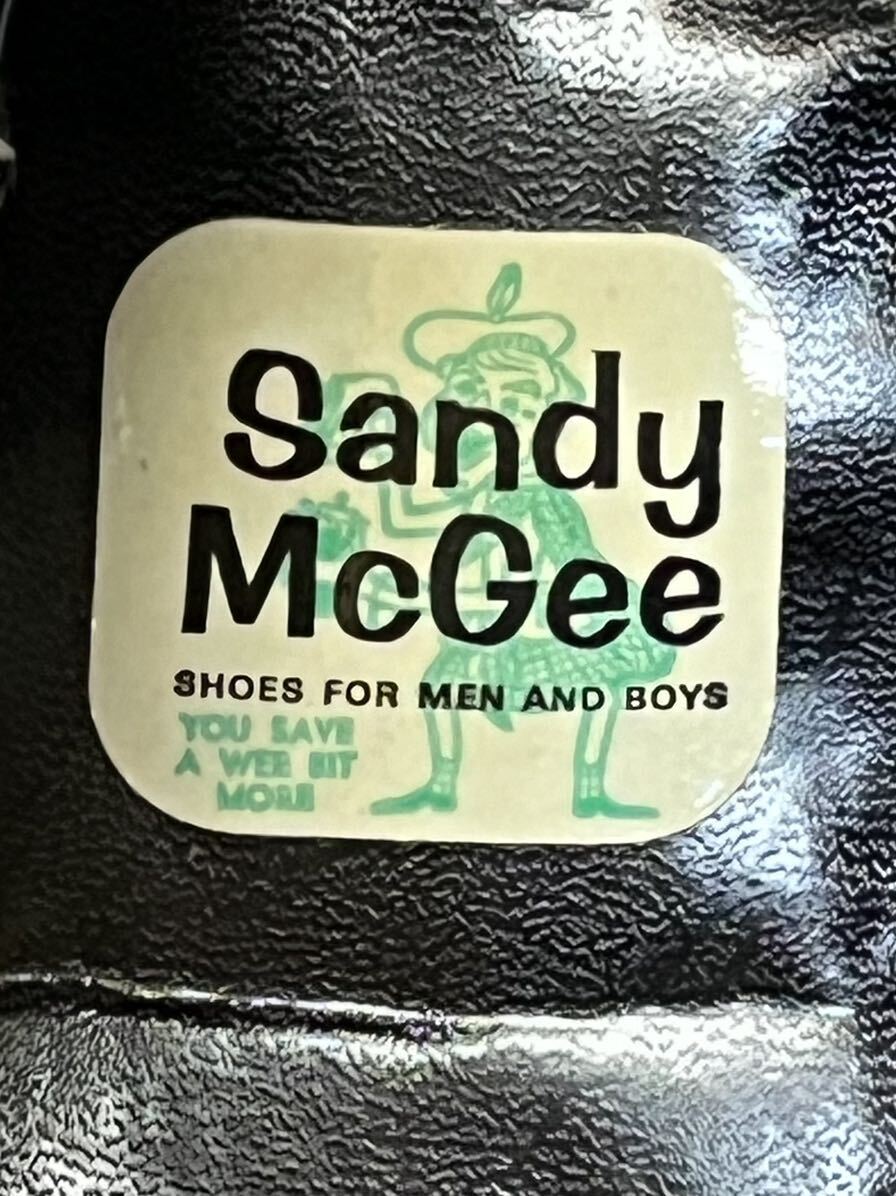 Sandy
McGee
SHOES FOR MEN AND BOYS
YOU SAVE
A WEE BIT
MORE